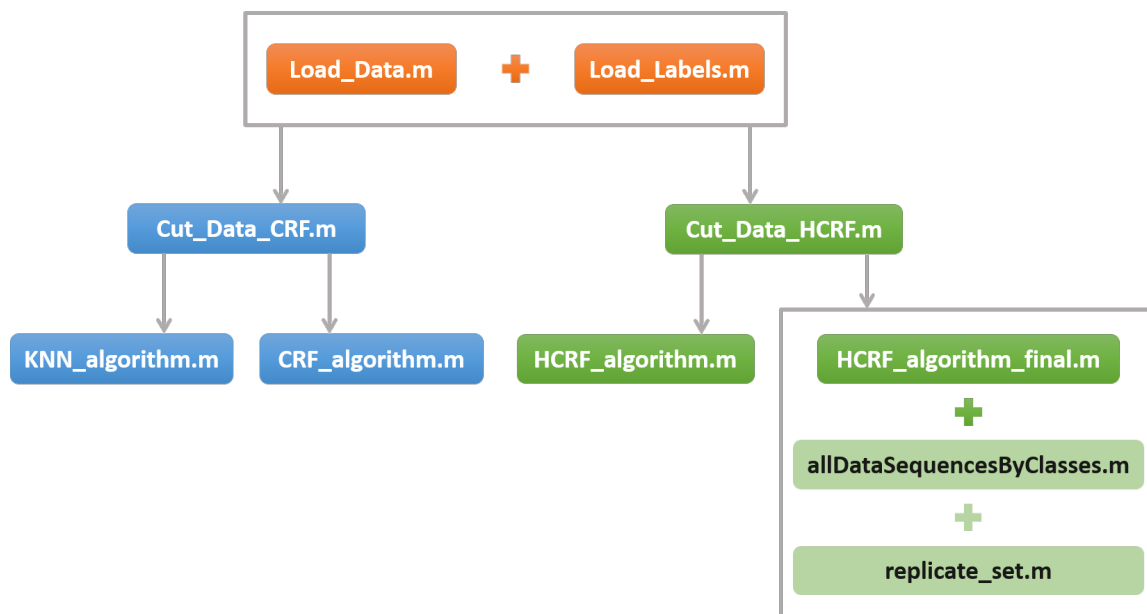 Load_Data.m
Load_Labels.m
Cut_Data_CRF.m
Cut_Data_HCRF.m
KNN_algorithm.m
CRF_algorithm.m
HCRF_algorithm.m
HCRF_algorithm_final.m
allDataSequencesByClasses.m
replicate_set.m